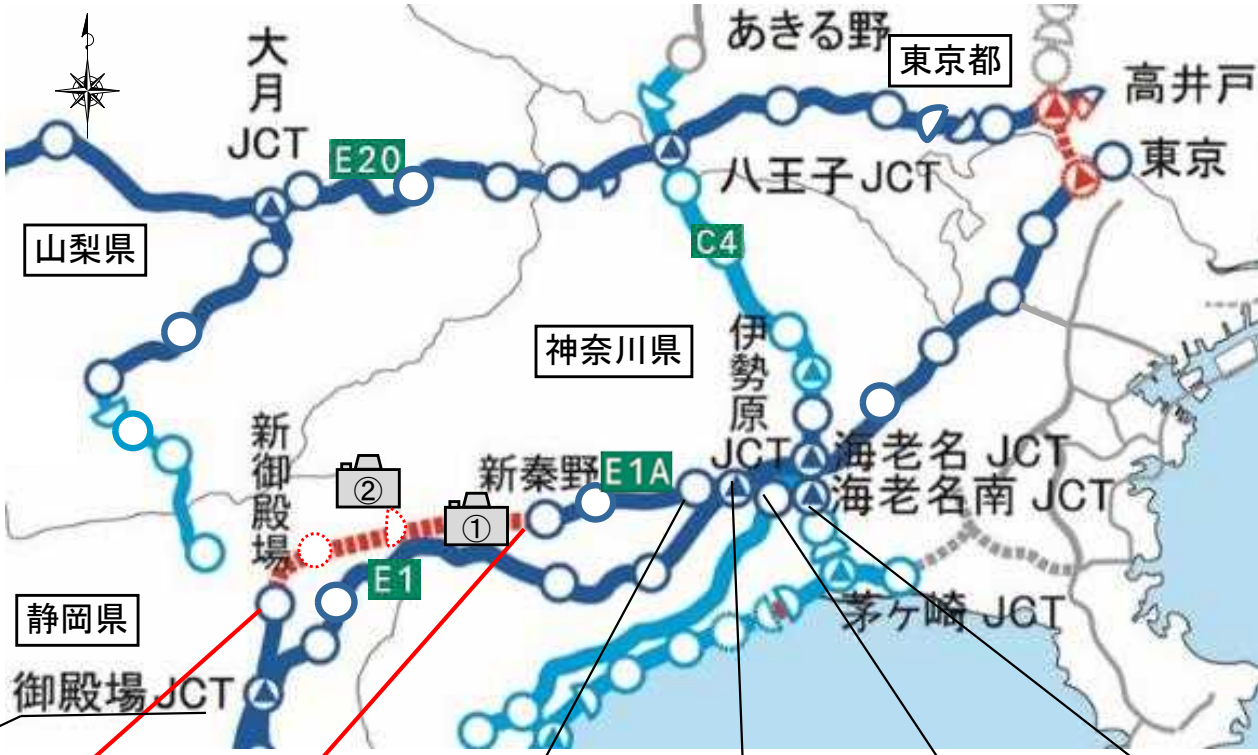 あきる野
東京都
高井戸
大月
JCT
E20
東京
八王子 JCT
山梨県
C4
神奈川県
伊勢原
JCT
新御殿場
②
新秦野
E1A
海老名 JCT
①
海老名南 JCT
E1
静岡県
茅ヶ崎 JCT
御殿場 JCT